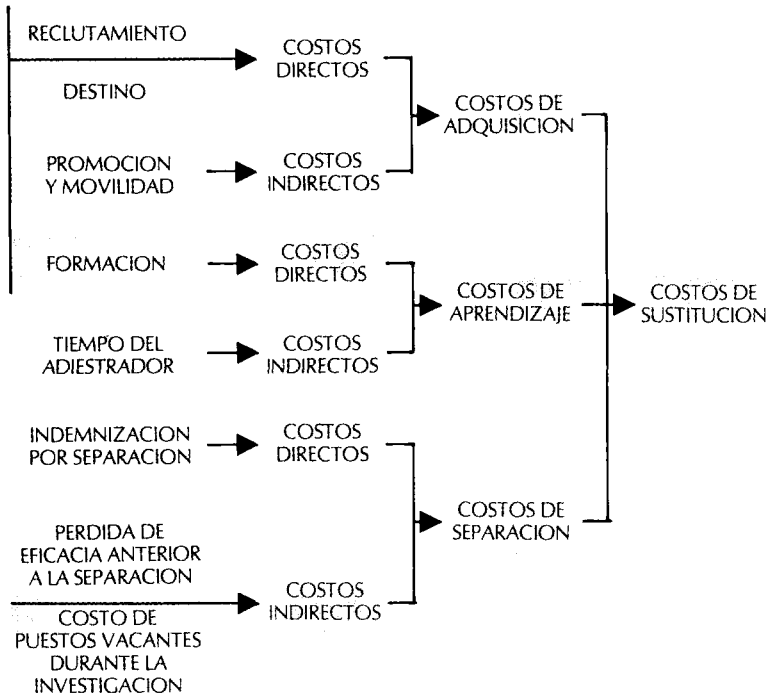 RECLUTAMIENTO
DESTINO
COSTOS
DIRECTOS
PROMOCION
Y MOVILIDAD
COSTOS
INDIRECTOS
COSTOS DE
ADQUISICION
FORMACION
COSTOS
DIRECTOS
TIEMPO DEL
ADIESTRADOR
COSTOS
INDIRECTOS
COSTOS DE
APRENDIZAJE
COSTOS DE
SUSTITUCION
INDEMNIZACION
POR SEPARACION
COSTOS
DIRECTOS
PERDIDA DE
EFICACIA ANTERIOR
A LA SEPARACION
COSTO DE
PUESTOS VACANTES
DURANTE LA
INVESTIGACION
COSTOS
INDIRECTOS
COSTOS DE
SEPARACION